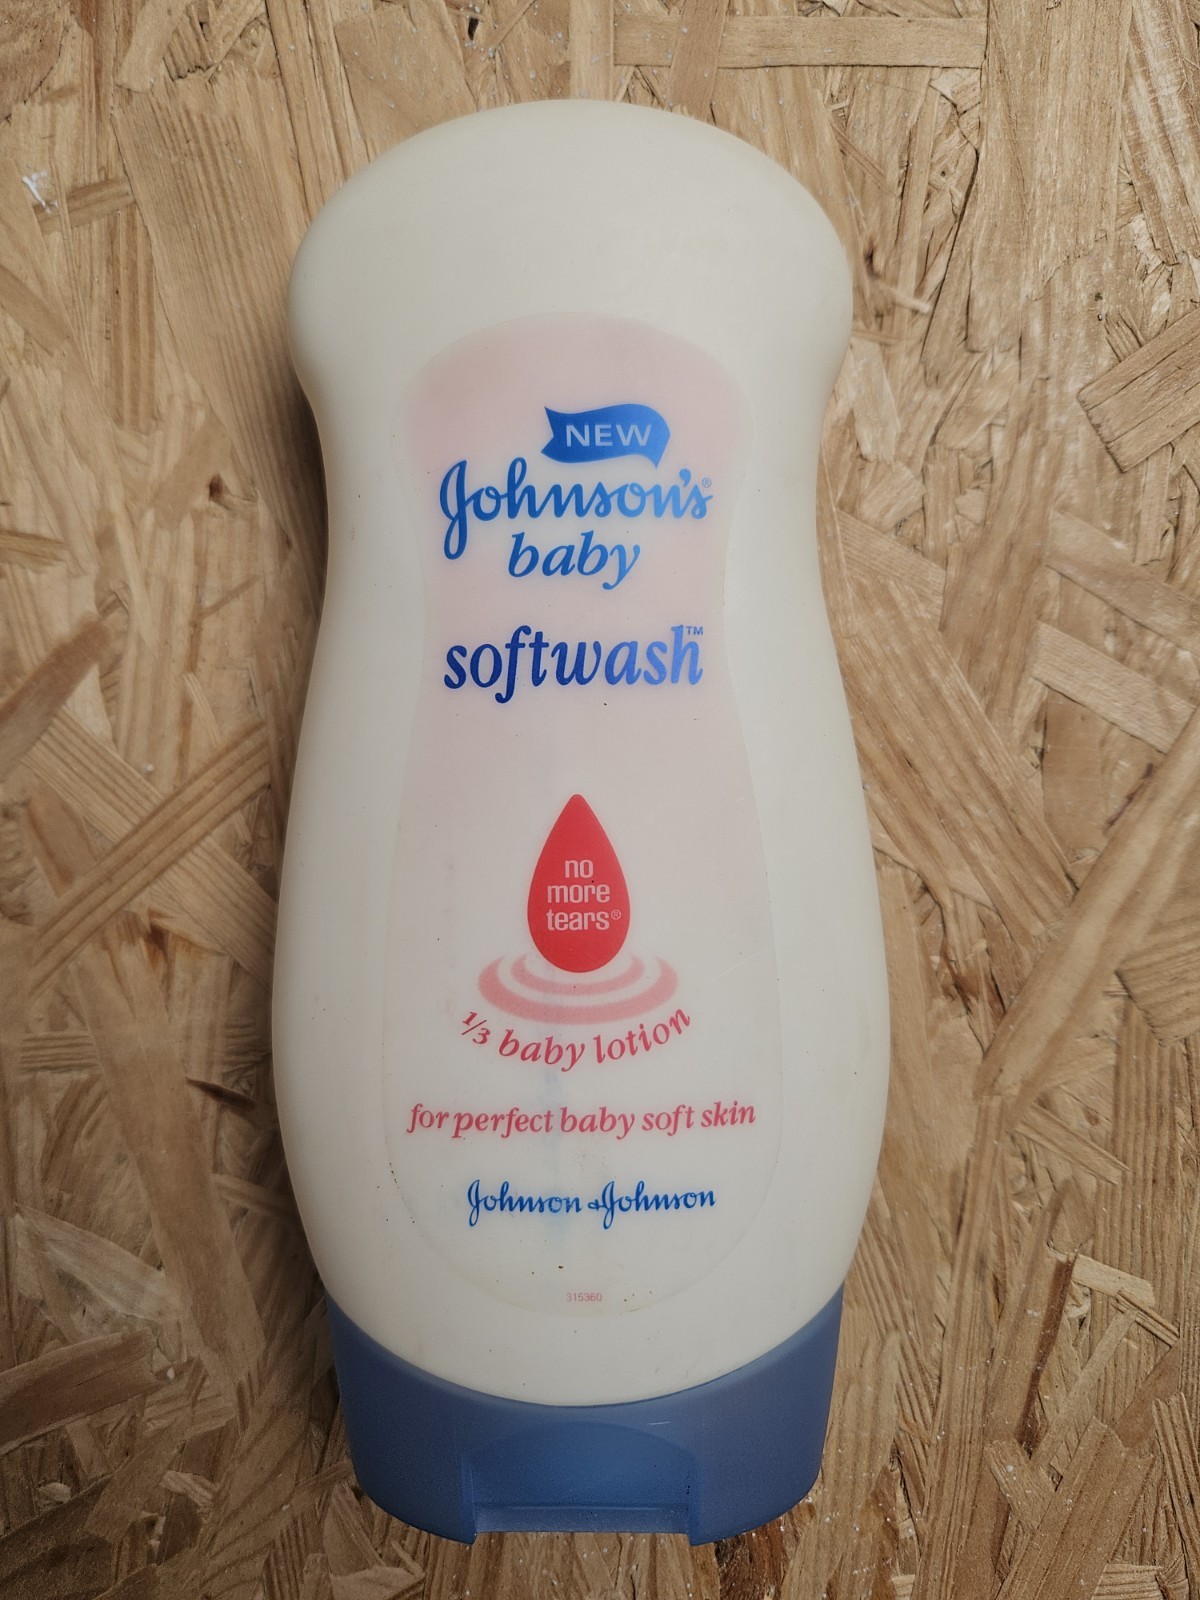 NEW
Johnson's®
baby
softwash™
no
more
tears®
1/3 baby lotion
for perfect baby soft skin
Johnson & Johnson
315360